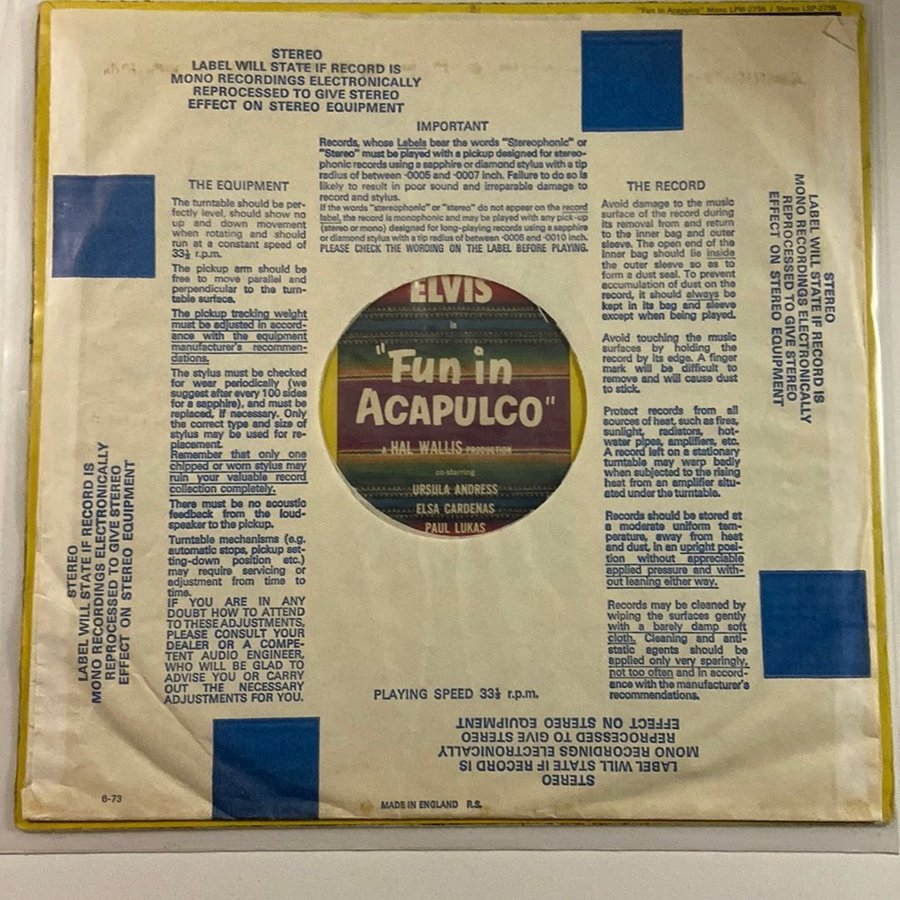 "Fun in Acapulco" Mono LPM-2756 / Stereo LSP-2756
STEREO
LABEL WILL STATE IF RECORD IS
MONO RECORDINGS ELECTRONICALLY
REPROCESSED TO GIVE STEREO
EFFECT ON STEREO EQUIPMENT
IMPORTANT
Records, whose Labels bear the words "Stereophonic" or
"Stereo" must be played with a pickup designed for stereo-
phonic records using a sapphire or diamond stylus with a tip
radius of between ·0005 and ·0007 inch. Failure to do so is
likely to result in poor sound and irreparable damage to
record and stylus.
If the words "stereophonic" or "stereo" do not appear on the record
label, the record is monophonic and may be played with any pick-up
(stereo or mono) designed for long-playing records using a sapphire
or diamond stylus with a tip radius of between ·0005 and ·0010 inch.
PLEASE CHECK THE WORDING ON THE LABEL BEFORE PLAYING.
THE EQUIPMENT
The turntable should be per-
fectly level, should show no
up and down movement
when rotating and should
run at a constant speed of
33⅓ r.p.m.
The pickup arm should be
free to move parallel and
perpendicular to the turn-
table surface.
The pickup tracking weight
must be adjusted in accord-
ance with the equipment
manufacturer's recommen-
dations.
The stylus must be checked
for wear periodically (we
suggest after every 100 sides
for a sapphire), and must be
replaced, if necessary. Only
the correct type and size of
stylus may be used for re-
placement.
Remember that only one
chipped or worn stylus may
ruin your valuable record
collection completely.
There must be no acoustic
feedback from the loud-
speaker to the pickup.
Turntable mechanisms (e.g.
automatic stops, pickup set-
ting-down position etc.)
may require servicing or
adjustment from time to
time.
IF YOU ARE IN ANY
DOUBT HOW TO ATTEND
TO THESE ADJUSTMENTS,
PLEASE CONSULT YOUR
DEALER OR A COMPE-
TENT AUDIO ENGINEER,
WHO WILL BE GLAD TO
ADVISE YOU OR CARRY
OUT THE NECESSARY
ADJUSTMENTS FOR YOU.
ELVIS
in
"Fun in
ACAPULCO"
A HAL WALLIS PRODUCTION
co-starring
URSULA ANDRESS
ELSA CARDENAS
PAUL LUKAS
THE RECORD
Avoid damage to the music
surface of the record during
its removal from and return
to the inner bag and outer
sleeve. The open end of the
inner bag should lie inside
the outer sleeve so as to
form a dust seal. To prevent
accumulation of dust on the
record, it should always be
kept in its bag and sleeve
except when being played.
Avoid touching the music
surfaces by holding the
record by its edge. A finger
mark will be difficult to
remove and will cause dust
to stick.
Protect records from all
sources of heat, such as fires,
sunlight, radiators, hot-
water pipes, amplifiers, etc.
A record left on a stationary
turntable may warp badly
when subjected to the rising
heat from an amplifier situ-
ated under the turntable.
Records should be stored at
a moderate uniform tem-
perature, away from heat
and dust, in an upright posi-
tion without appreciable
applied pressure and with-
out leaning either way.
Records may be cleaned by
wiping the surfaces gently
with a barely damp soft
cloth. Cleaning and anti-
static agents should be
applied only very sparingly,
not too often and in accord-
ance with the manufacturer's
recommendations.
STEREO
LABEL WILL STATE IF RECORD IS
MONO RECORDINGS ELECTRONICALLY
REPROCESSED TO GIVE STEREO
EFFECT ON STEREO EQUIPMENT
STEREO
LABEL WILL STATE IF RECORD IS
MONO RECORDINGS ELECTRONICALLY
REPROCESSED TO GIVE STEREO
EFFECT ON STEREO EQUIPMENT
PLAYING SPEED 33⅓ r.p.m.
STEREO
LABEL WILL STATE IF RECORD IS
MONO RECORDINGS ELECTRONICALLY
REPROCESSED TO GIVE STEREO
EFFECT ON STEREO EQUIPMENT
6-73
MADE IN ENGLAND R.S.